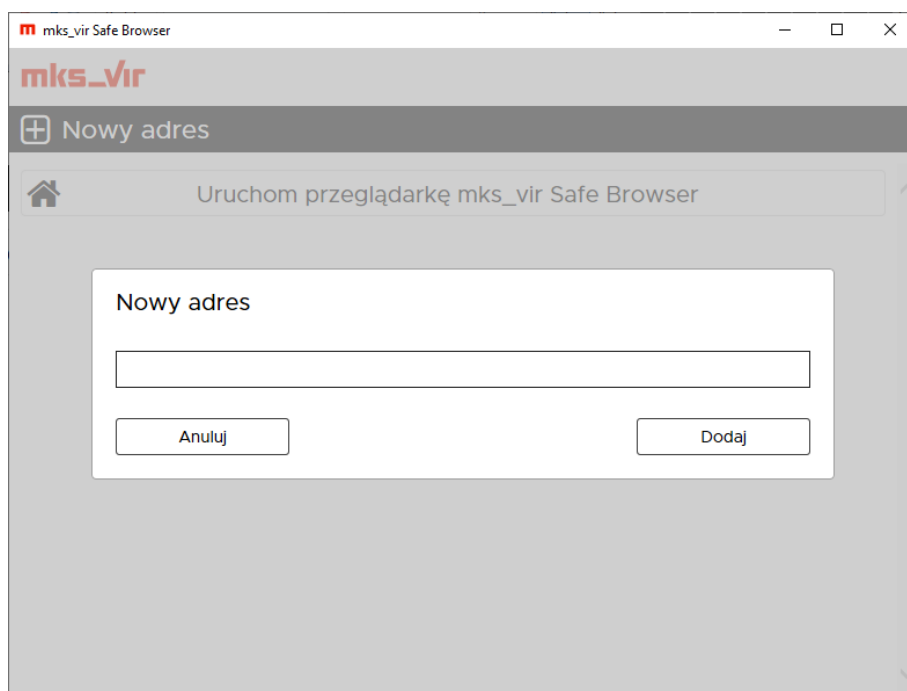 mks_vir Safe Browser
mks_vir
Nowy adres
Uruchom przeglądarkę mks_vir Safe Browser
Nowy adres
Anuluj
Dodaj